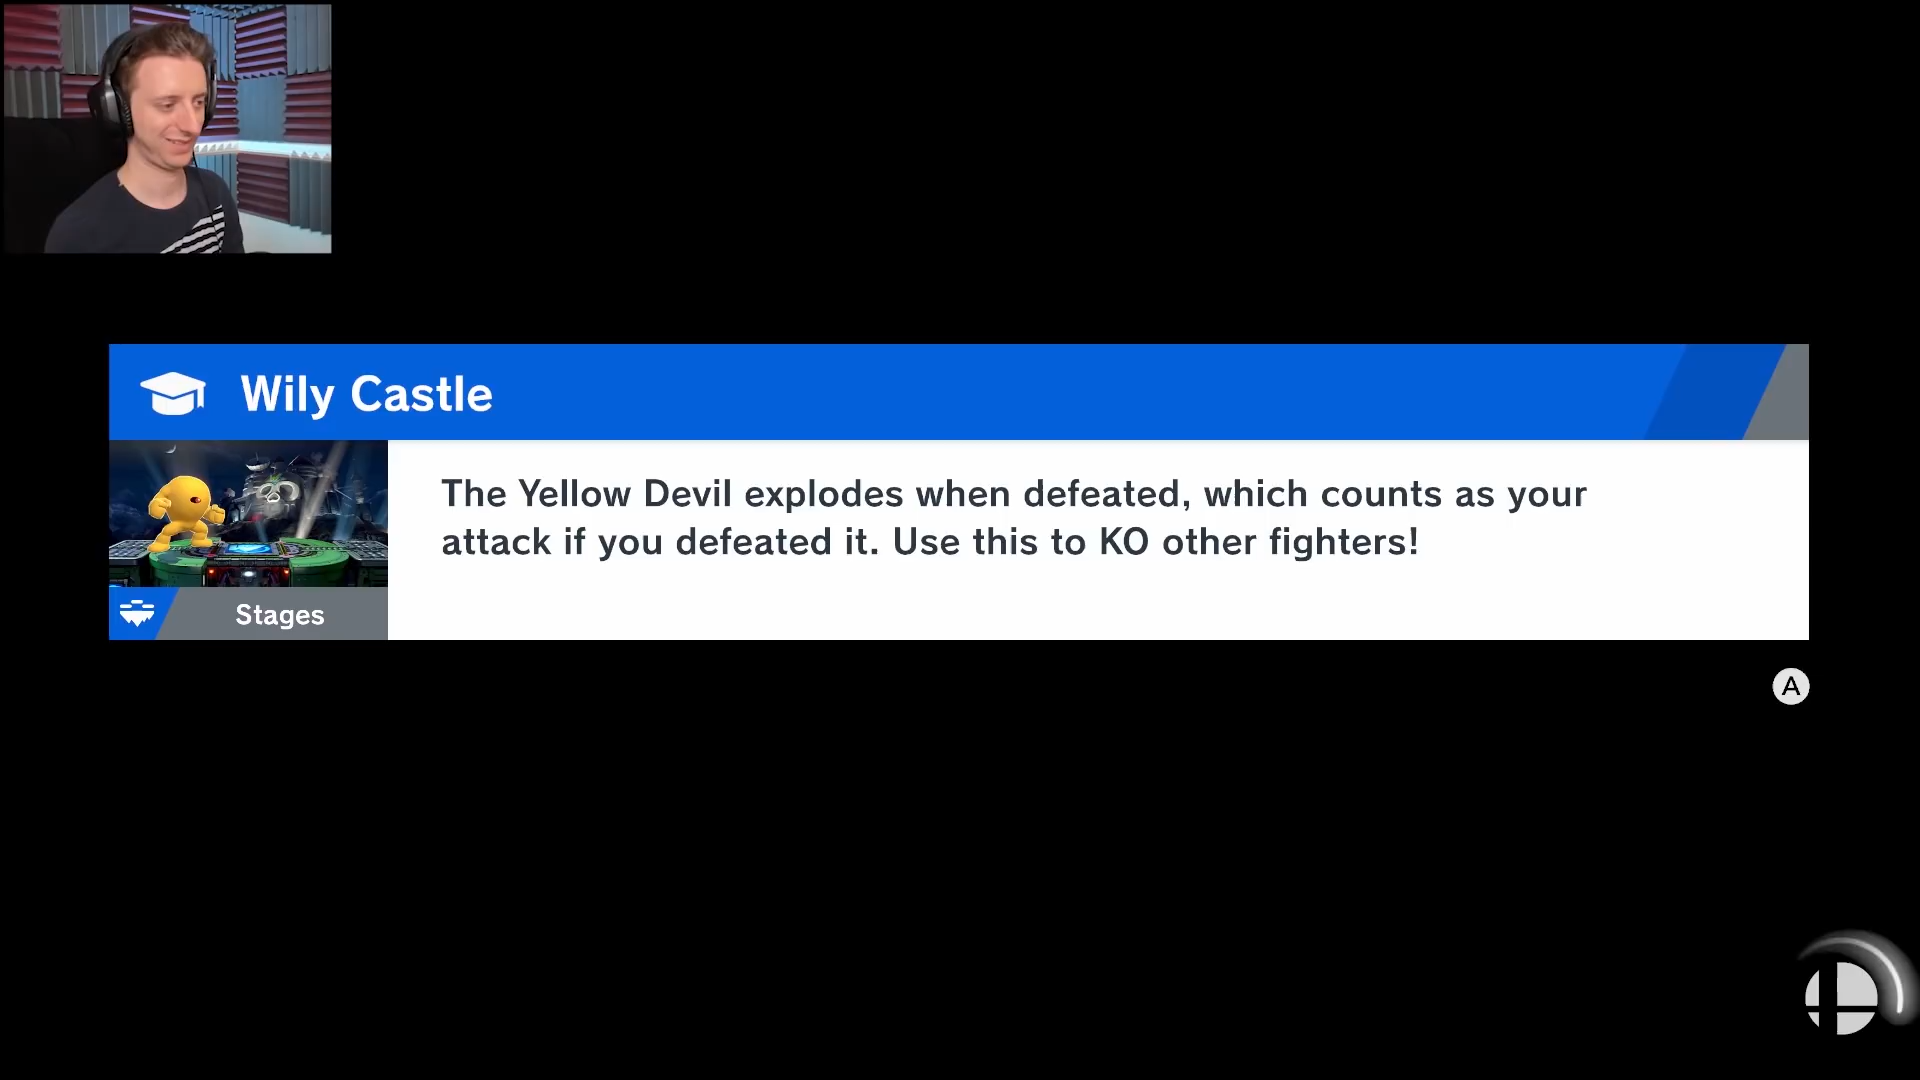 Wily Castle
The Yellow Devil explodes when defeated, which counts as your
attack if you defeated it. Use this to KO other fighters!
Stages
A